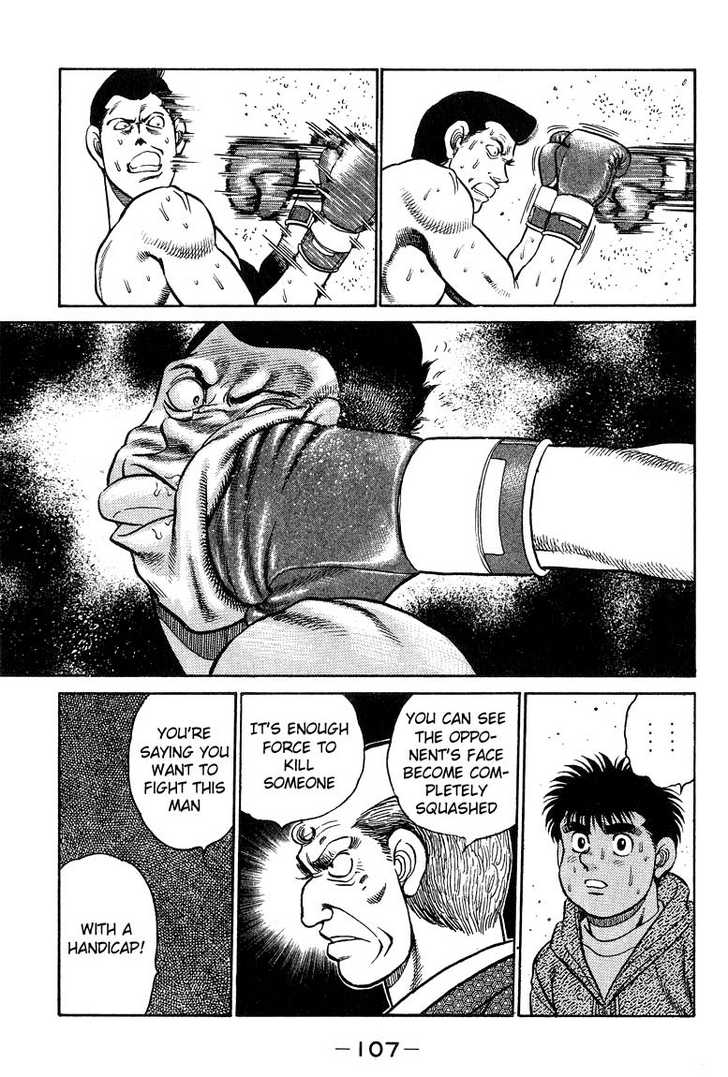 . . . .
YOU CAN SEE
THE OPPO-
NENT'S FACE
BECOME COM-
PLETELY
SQUASHED
IT'S ENOUGH
FORCE TO
KILL
SOMEONE
YOU'RE
SAYING YOU
WANT TO
FIGHT THIS
MAN
WITH A
HANDICAP!
-107-